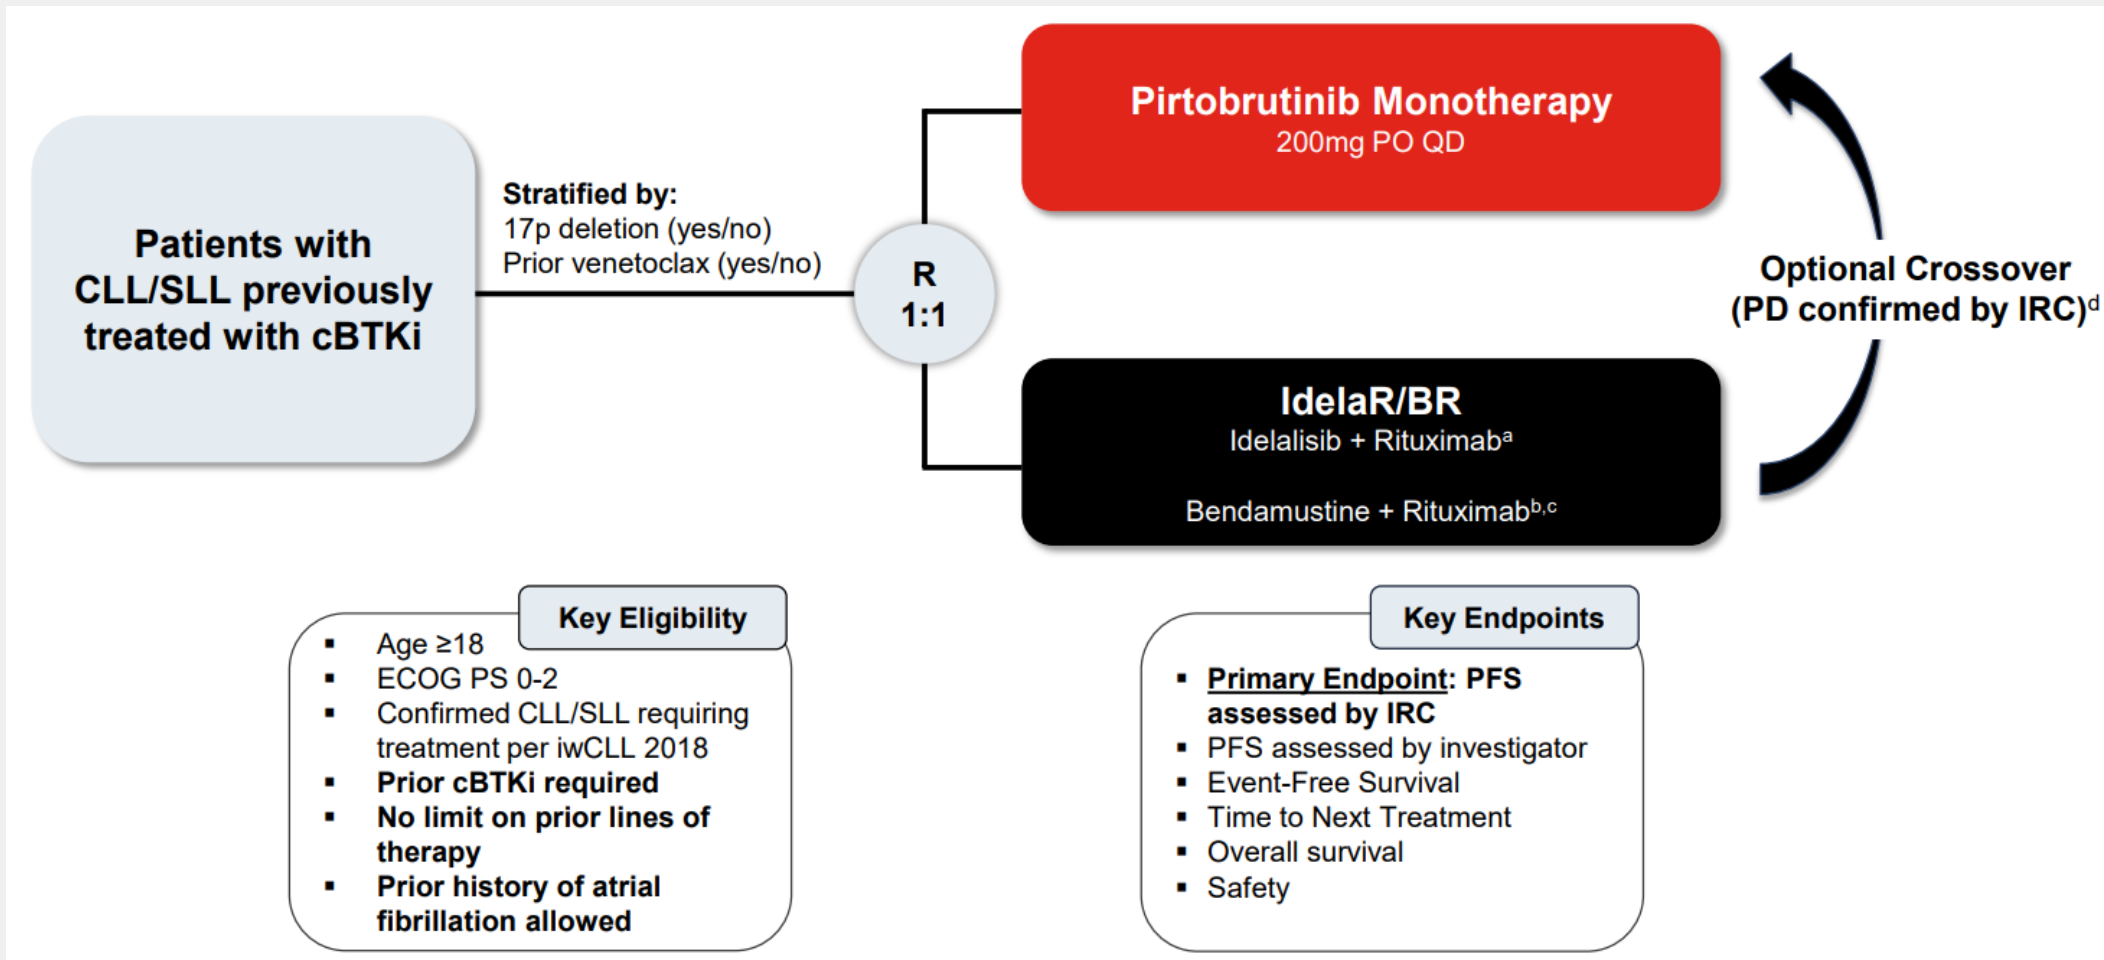 Patients with
CLL/SLL previously
treated with cBTKi
Stratified by:
17p deletion (yes/no)
Prior venetoclax (yes/no)
R
1:1
Pirtobrutinib Monotherapy
200mg PO QD
IdelaR/BR
Idelalisib + Rituximabᵃ
Bendamustine + Rituximabᵇ,ᶜ
Optional Crossover
(PD confirmed by IRC)ᵈ
Key Eligibility
▪ Age ≥18
▪ ECOG PS 0-2
▪ Confirmed CLL/SLL requiring
treatment per iwCLL 2018
▪ Prior cBTKi required
▪ No limit on prior lines of
therapy
▪ Prior history of atrial
fibrillation allowed
Key Endpoints
▪ Primary Endpoint: PFS
assessed by IRC
▪ PFS assessed by investigator
▪ Event-Free Survival
▪ Time to Next Treatment
▪ Overall survival
▪ Safety